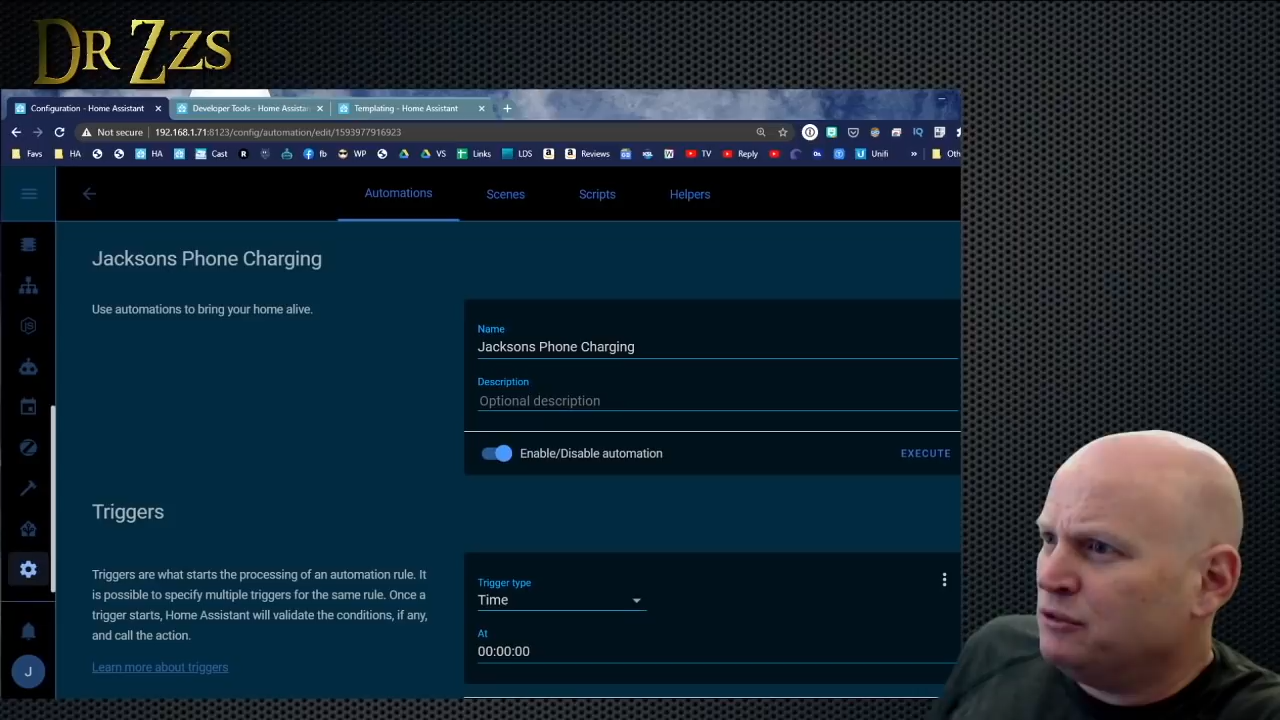 DR ZZS
Configuration - Home Assistant
Developer Tools - Home Assistan
Templating - Home Assistant
Not secure
192.168.1.71:8123/config/automation/edit/1593977916923
IQ
Favs
HA
HA
Cast
R
fb
WP
VS
Links
LDS
Reviews
TV
Reply
Unifi
»
Oth
Automations
Scenes
Scripts
Helpers
Jacksons Phone Charging
Use automations to bring your home alive.
Name
Jacksons Phone Charging
Description
Optional description
Enable/Disable automation
EXECUTE
Triggers
Triggers are what starts the processing of an automation rule. It
is possible to specify multiple triggers for the same rule. Once a
trigger starts, Home Assistant will validate the conditions, if any,
and call the action.
Learn more about triggers
Trigger type
Time
At
00:00:00
J